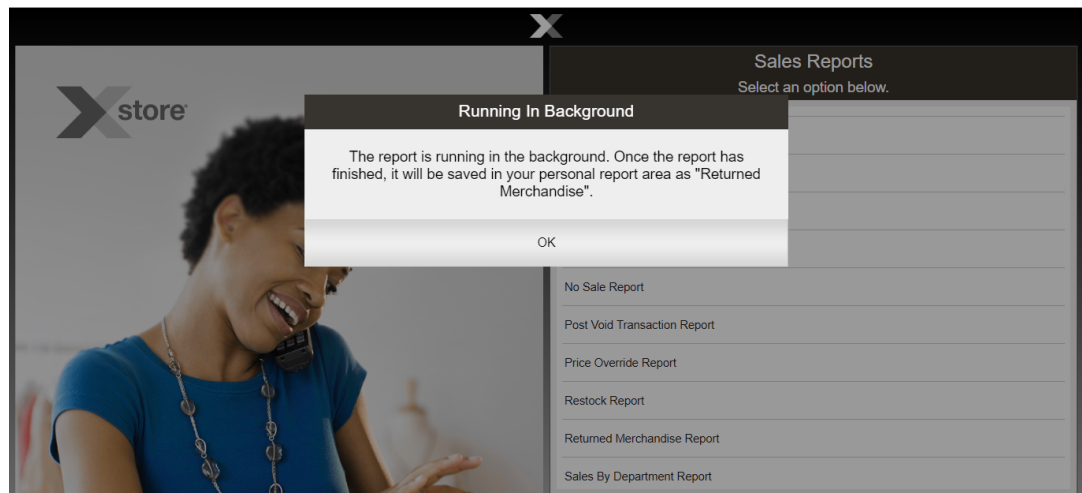 Xstore
Sales Reports
Select an option below.
Running In Background
The report is running in the background. Once the report has
finished, it will be saved in your personal report area as "Returned
Merchandise".
OK
No Sale Report
Post Void Transaction Report
Price Override Report
Restock Report
Returned Merchandise Report
Sales By Department Report